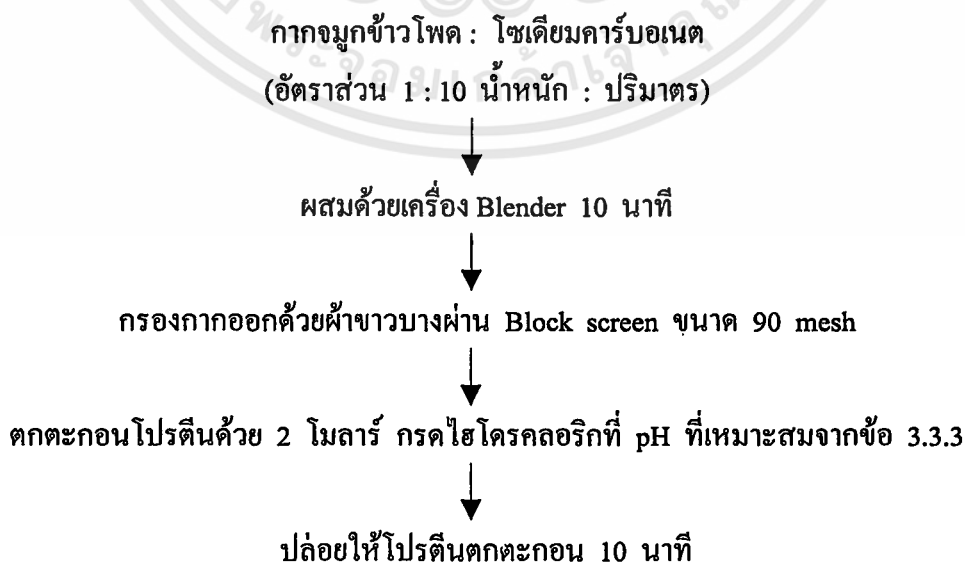 กากจมูกข้าวโพด : โซเดียมคาร์บอเนต
(อัตราส่วน 1 : 10 น้ำหนัก : ปริมาตร)
ผสมด้วยเครื่อง Blender 10 นาที
กรองกากออกด้วยผ้าขาวบางผ่าน Block screen ขนาด 90 mesh
ตกตะกอนโปรตีนด้วย 2 โมลาร์ กรดไฮโดรคลอริกที่ pH ที่เหมาะสมจากข้อ 3.3.3
ปล่อยให้โปรตีนตกตะกอน 10 นาที